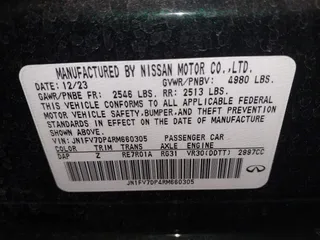 MANUFACTURED BY NISSAN MOTOR CO.,LTD.
DATE: 12/23 GVWR/PNBV: 4980 LBS.
GAWR/PNBE FR: 2546 LBS. RR: 2513 LBS.
THIS VEHICLE CONFORMS TO ALL APPLICABLE FEDERAL
MOTOR VEHICLE SAFETY,BUMPER, AND THEFT PREVENTION
STANDARDS IN EFFECT ON THE DATE OF MANUFACTURE
SHOWN ABOVE.
VIN: JN1FV7DP4RM660305 PASSENGER CAR
COLOR TRIM TRANS AXLE ENGINE
DAP Z RE7R01A RG31 VR30(DDTT) 2997CC
JN1FV7DP4RM660305